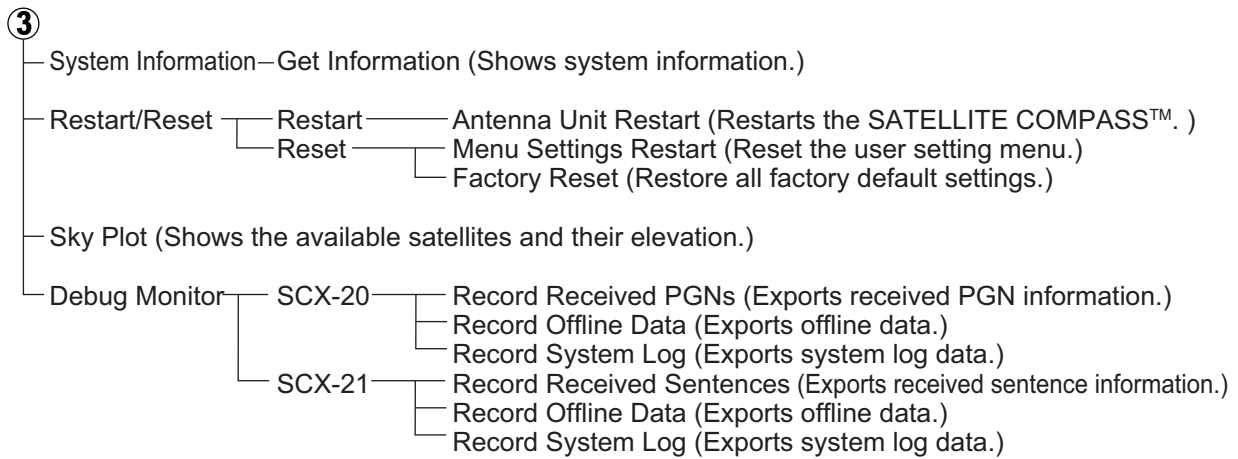 3
System Information Get Information (Shows system information.)
Restart/Reset Restart Antenna Unit Restart (Restarts the SATELLITE COMPASS™. )
Reset Menu Settings Restart (Reset the user setting menu.)
Factory Reset (Restore all factory default settings.)
Sky Plot (Shows the available satellites and their elevation.)
Debug Monitor SCX-20 Record Received PGNs (Exports received PGN information.)
Record Offline Data (Exports offline data.)
Record System Log (Exports system log data.)
SCX-21 Record Received Sentences (Exports received sentence information.)
Record Offline Data (Exports offline data.)
Record System Log (Exports system log data.)